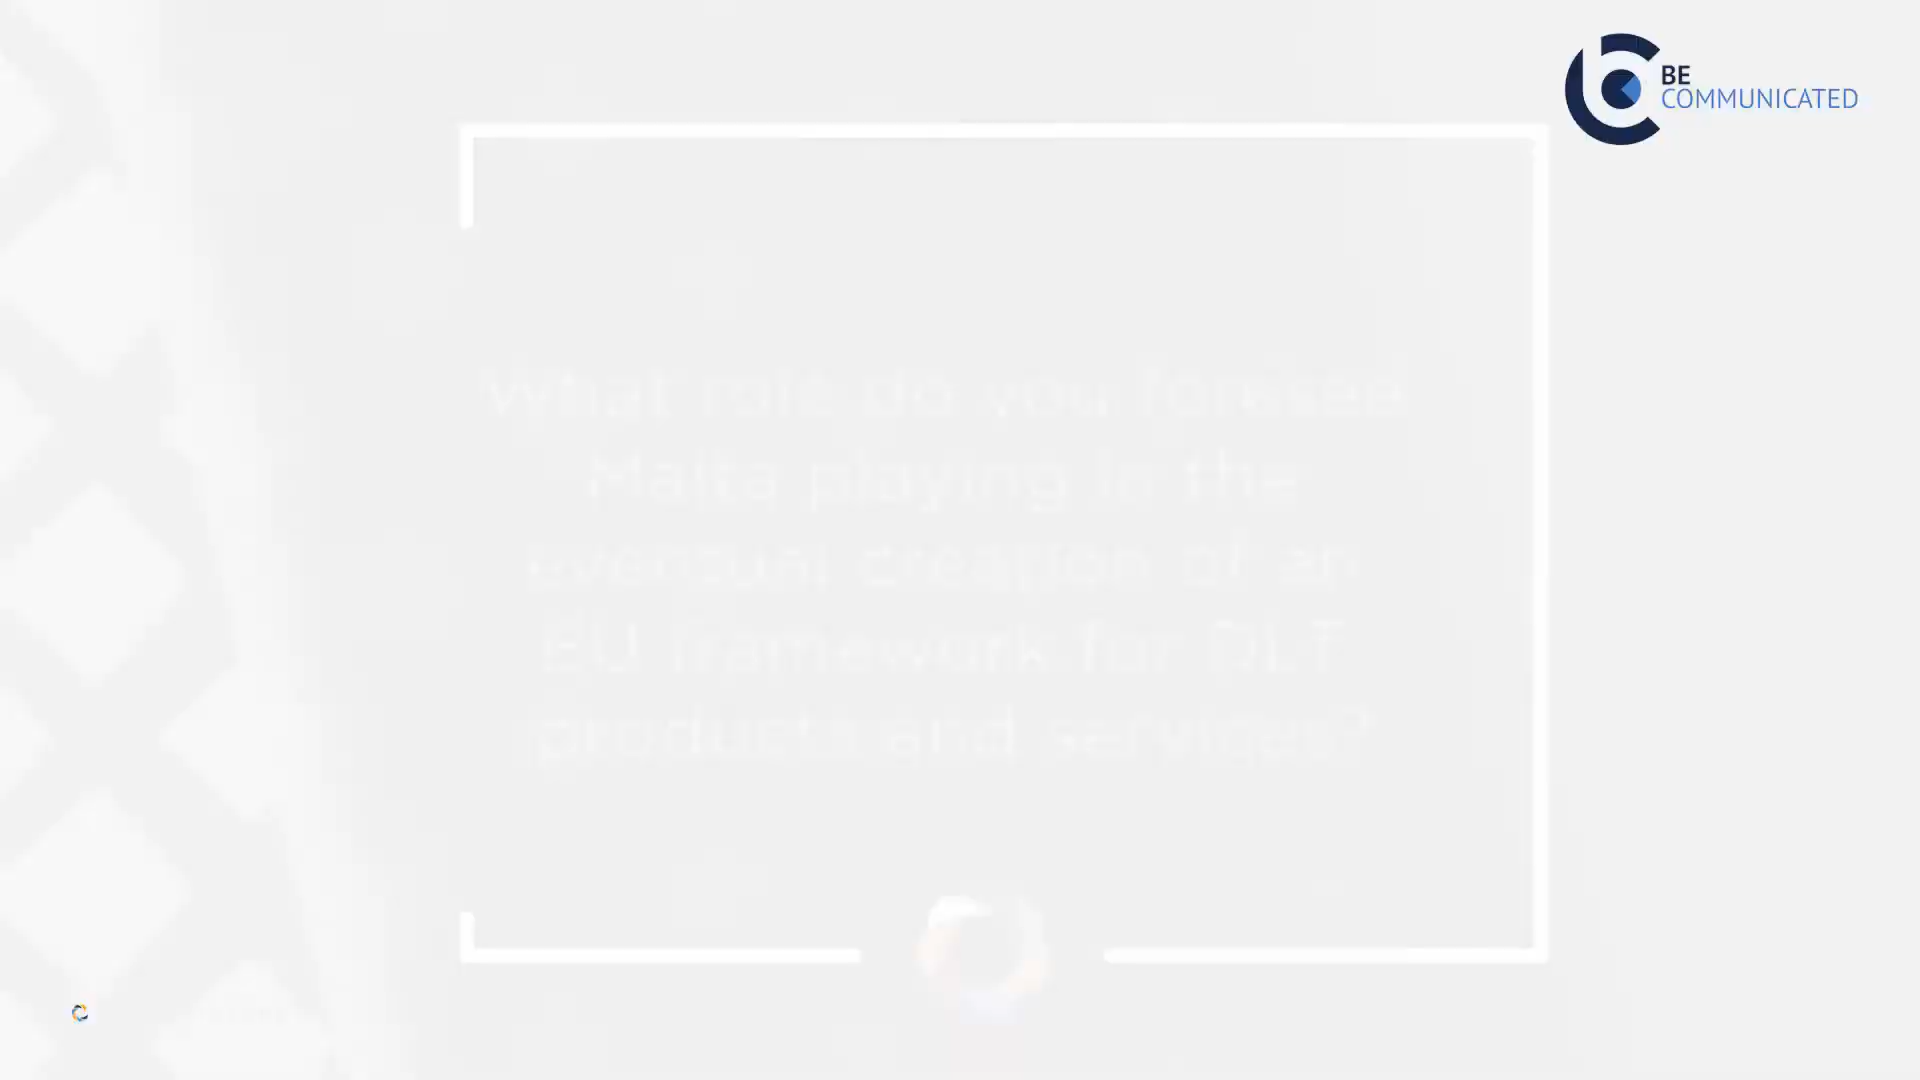 BE
COMMUNICATED
What role do you foresee
Malta playing in the
eventual creation of an
EU framework for DLT
products and services?